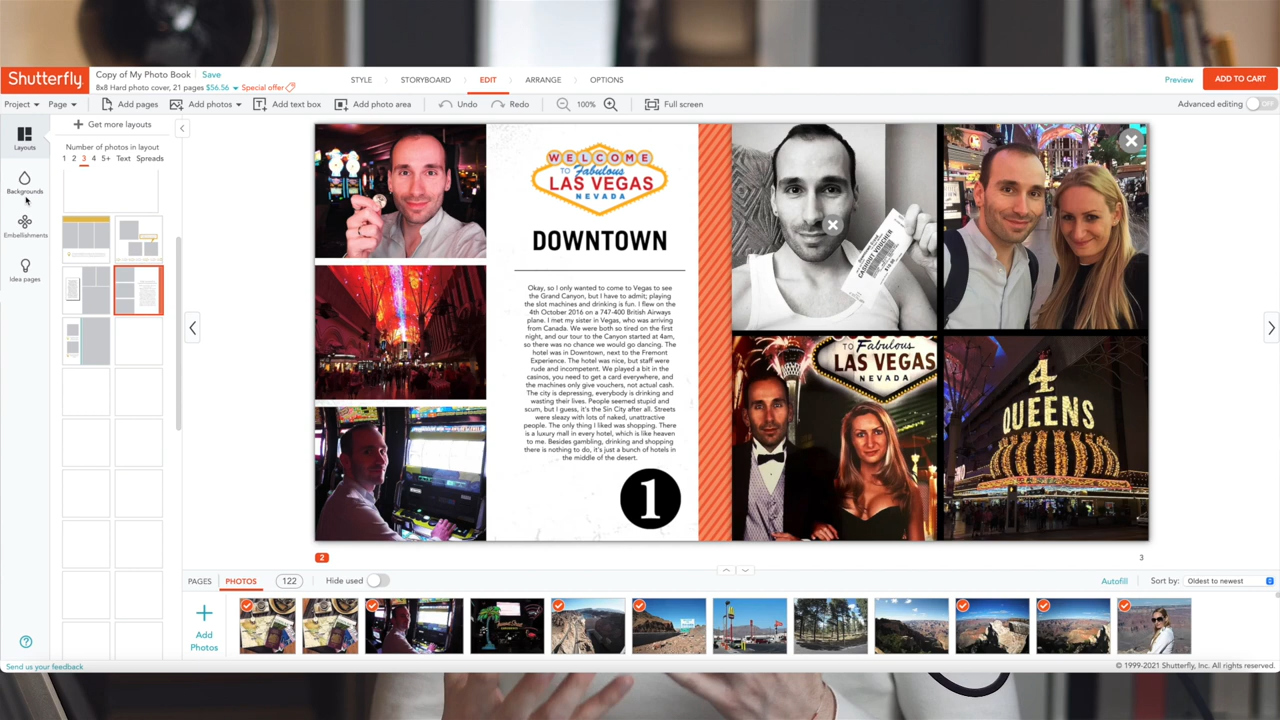 Shutterfly
Copy of My Photo Book Save
8x8 Hard photo cover, 21 pages $56.56 Special offer
STYLE STORYBOARD EDIT ARRANGE OPTIONS
Preview ADD TO CART
Project Page Add pages Add photos Add text box Add photo area Undo Redo 100% Full screen Advanced editing OFF
Layouts
Backgrounds
Embellishments
Idea pages
Get more layouts
Number of photos in layout
1 2 3 4 5+ Text Spreads
WELCOME
TO Fabulous
LAS VEGAS
NEVADA
DOWNTOWN
Okay, so I only wanted to come to Vegas to see
the Grand Canyon, but I have to admit; playing
the slot machines and drinking is fun. I flew on the
4th October 2016 on a 747-400 British Airways
plane. I met my sister in Vegas, who was arriving
from Canada. We were both so tired on the first
night, and our tour to the Canyon started at 4am,
so there was no chance we would go dancing. The
hotel was in Downtown, next to the Fremont
Experience. The hotel was nice, but staff were
rude and incompetent. We played a bit in the
casinos, you need to get a card everywhere, and
the machines only give vouchers, not actual cash.
The city is depressing, everybody is drinking and
wasting their lives. People seemed stupid and
scum, but I guess, it's the Sin City after all. Streets
were sleazy with lots of naked, unattractive
people. The only thing I liked was shopping. There
is a luxury mall in every hotel, which is like heaven
to me. Besides gambling, drinking and shopping
there is nothing to do, it's just a bunch of hotels in
the middle of the desert.
1
CASHOUT VOUCHER
TO Fabulous
LAS VEGAS
NEVADA
4
QUEENS
2
3
PAGES PHOTOS 122 Hide used
Autofill Sort by: Oldest to newest
Add
Photos
Send us your feedback
© 1999-2021 Shutterfly, Inc. All rights reserved.